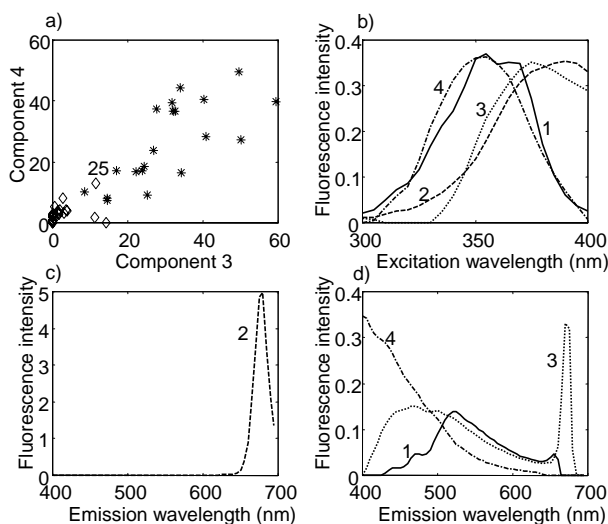 a)
Component 4
60
40
20
0
25
0 20 40 60
Component 3
b)
Fluorescence intensity
0.4
0.3
0.2
0.1
0
4
3
1
2
300 350 400
Excitation wavelength (nm)
c)
Fluorescence intensity
5
4
3
2
1
0
2
400 500 600 700
Emission wavelength (nm)
d)
Fluorescence intensity
0.4
0.3
0.2
0.1
0
4
3
1
400 500 600 700
Emission wavelength (nm)